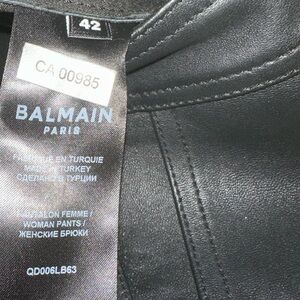 42
CA 00985
BALMAIN
PARIS
FABRIQUE EN TURQUIE
MADE IN TURKEY
СДЕЛАНО В ТУРЦИИ
PANTALON FEMME /
WOMAN PANTS /
ЖЕНСКИЕ БРЮКИ
QD006LB63